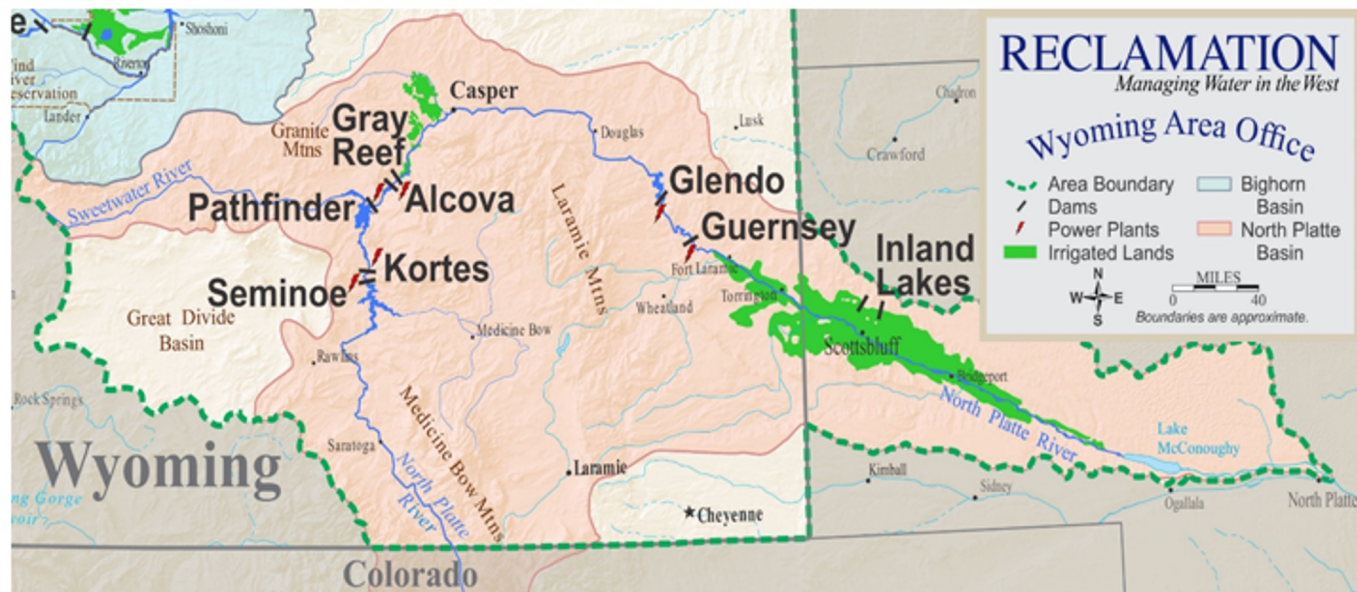 e
Shoshoni
Riverton
Lander
Casper
Granite
Mtns
Gray
Reef
Douglas
Lusk
Chadron
Crawford
Sweetwater River
Pathfinder
Alcova
Glendo
Guernsey
Laramie
Mtns
Inland
Lakes
Kortes
Seminoe
Fort Laramie
Torrington
Wheatland
Great Divide
Basin
Medicine Bow
Scottsbluff
Rawlins
Bridgeport
Rock Springs
Medicine Bow Mtns
North Platte River
Lake
McConoughy
Saratoga
Wyoming
North Platte
River
Laramie
Kimball
Sidney
Ogallala
North Platte
Cheyenne
Colorado
RECLAMATION
Managing Water in the West
Wyoming Area Office
Area Boundary
Dams
Power Plants
Irrigated Lands
Bighorn
Basin
North Platte
Basin
N
W E
S
MILES
0 40
Boundaries are approximate.